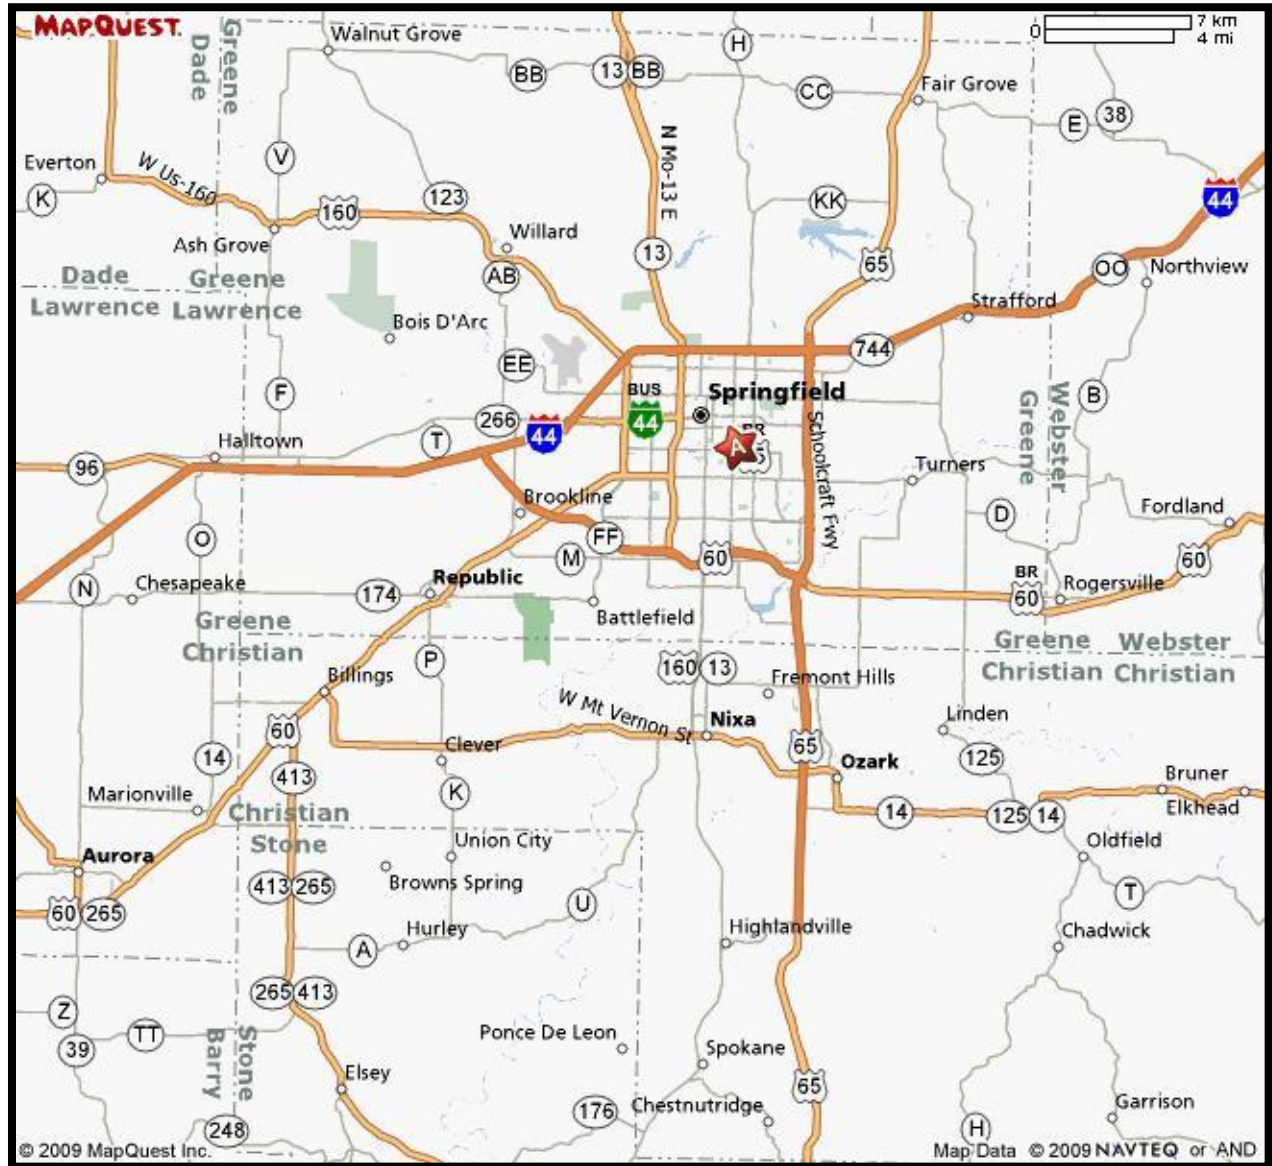 MAPQUEST.
7 km
0
4 mi
Walnut Grove
H
Dade
Greene
BB
13
BB
CC
Fair Grove
38
E
V
N Mo-13 E
Everton
W Us-160
K
160
123
KK
44
Ash Grove
Willard
13
65
OO
Northview
AB
Dade
Greene
Lawrence
Lawrence
Strafford
Bois D'Arc
744
EE
F
BUS
44
Springfield
Schoolcraft Fwy
Greene
Webster
B
266
44
T
Halltown
96
A
Turners
Brookline
D
Fordland
O
FF
M
60
60
N
Chesapeake
174
Republic
BR
60
Rogersville
Battlefield
Greene
Christian
Greene
Webster
Christian
Christian
P
160
13
Fremont Hills
Billings
W Mt Vernon St
Nixa
Linden
60
14
Clever
65
Ozark
125
413
Marionville
K
Bruner
Elkhead
Christian
Stone
14
125
14
Aurora
Union City
Oldfield
Browns Spring
413
265
T
60
265
U
Hurley
A
Highlandville
Chadwick
265
413
Z
TT
39
Barry
Stone
Ponce De Leon
Spokane
Elsey
65
176
Chestnutridge
Garrison
248
H
© 2009 MapQuest Inc.
Map Data © 2009 NAVTEQ or AND